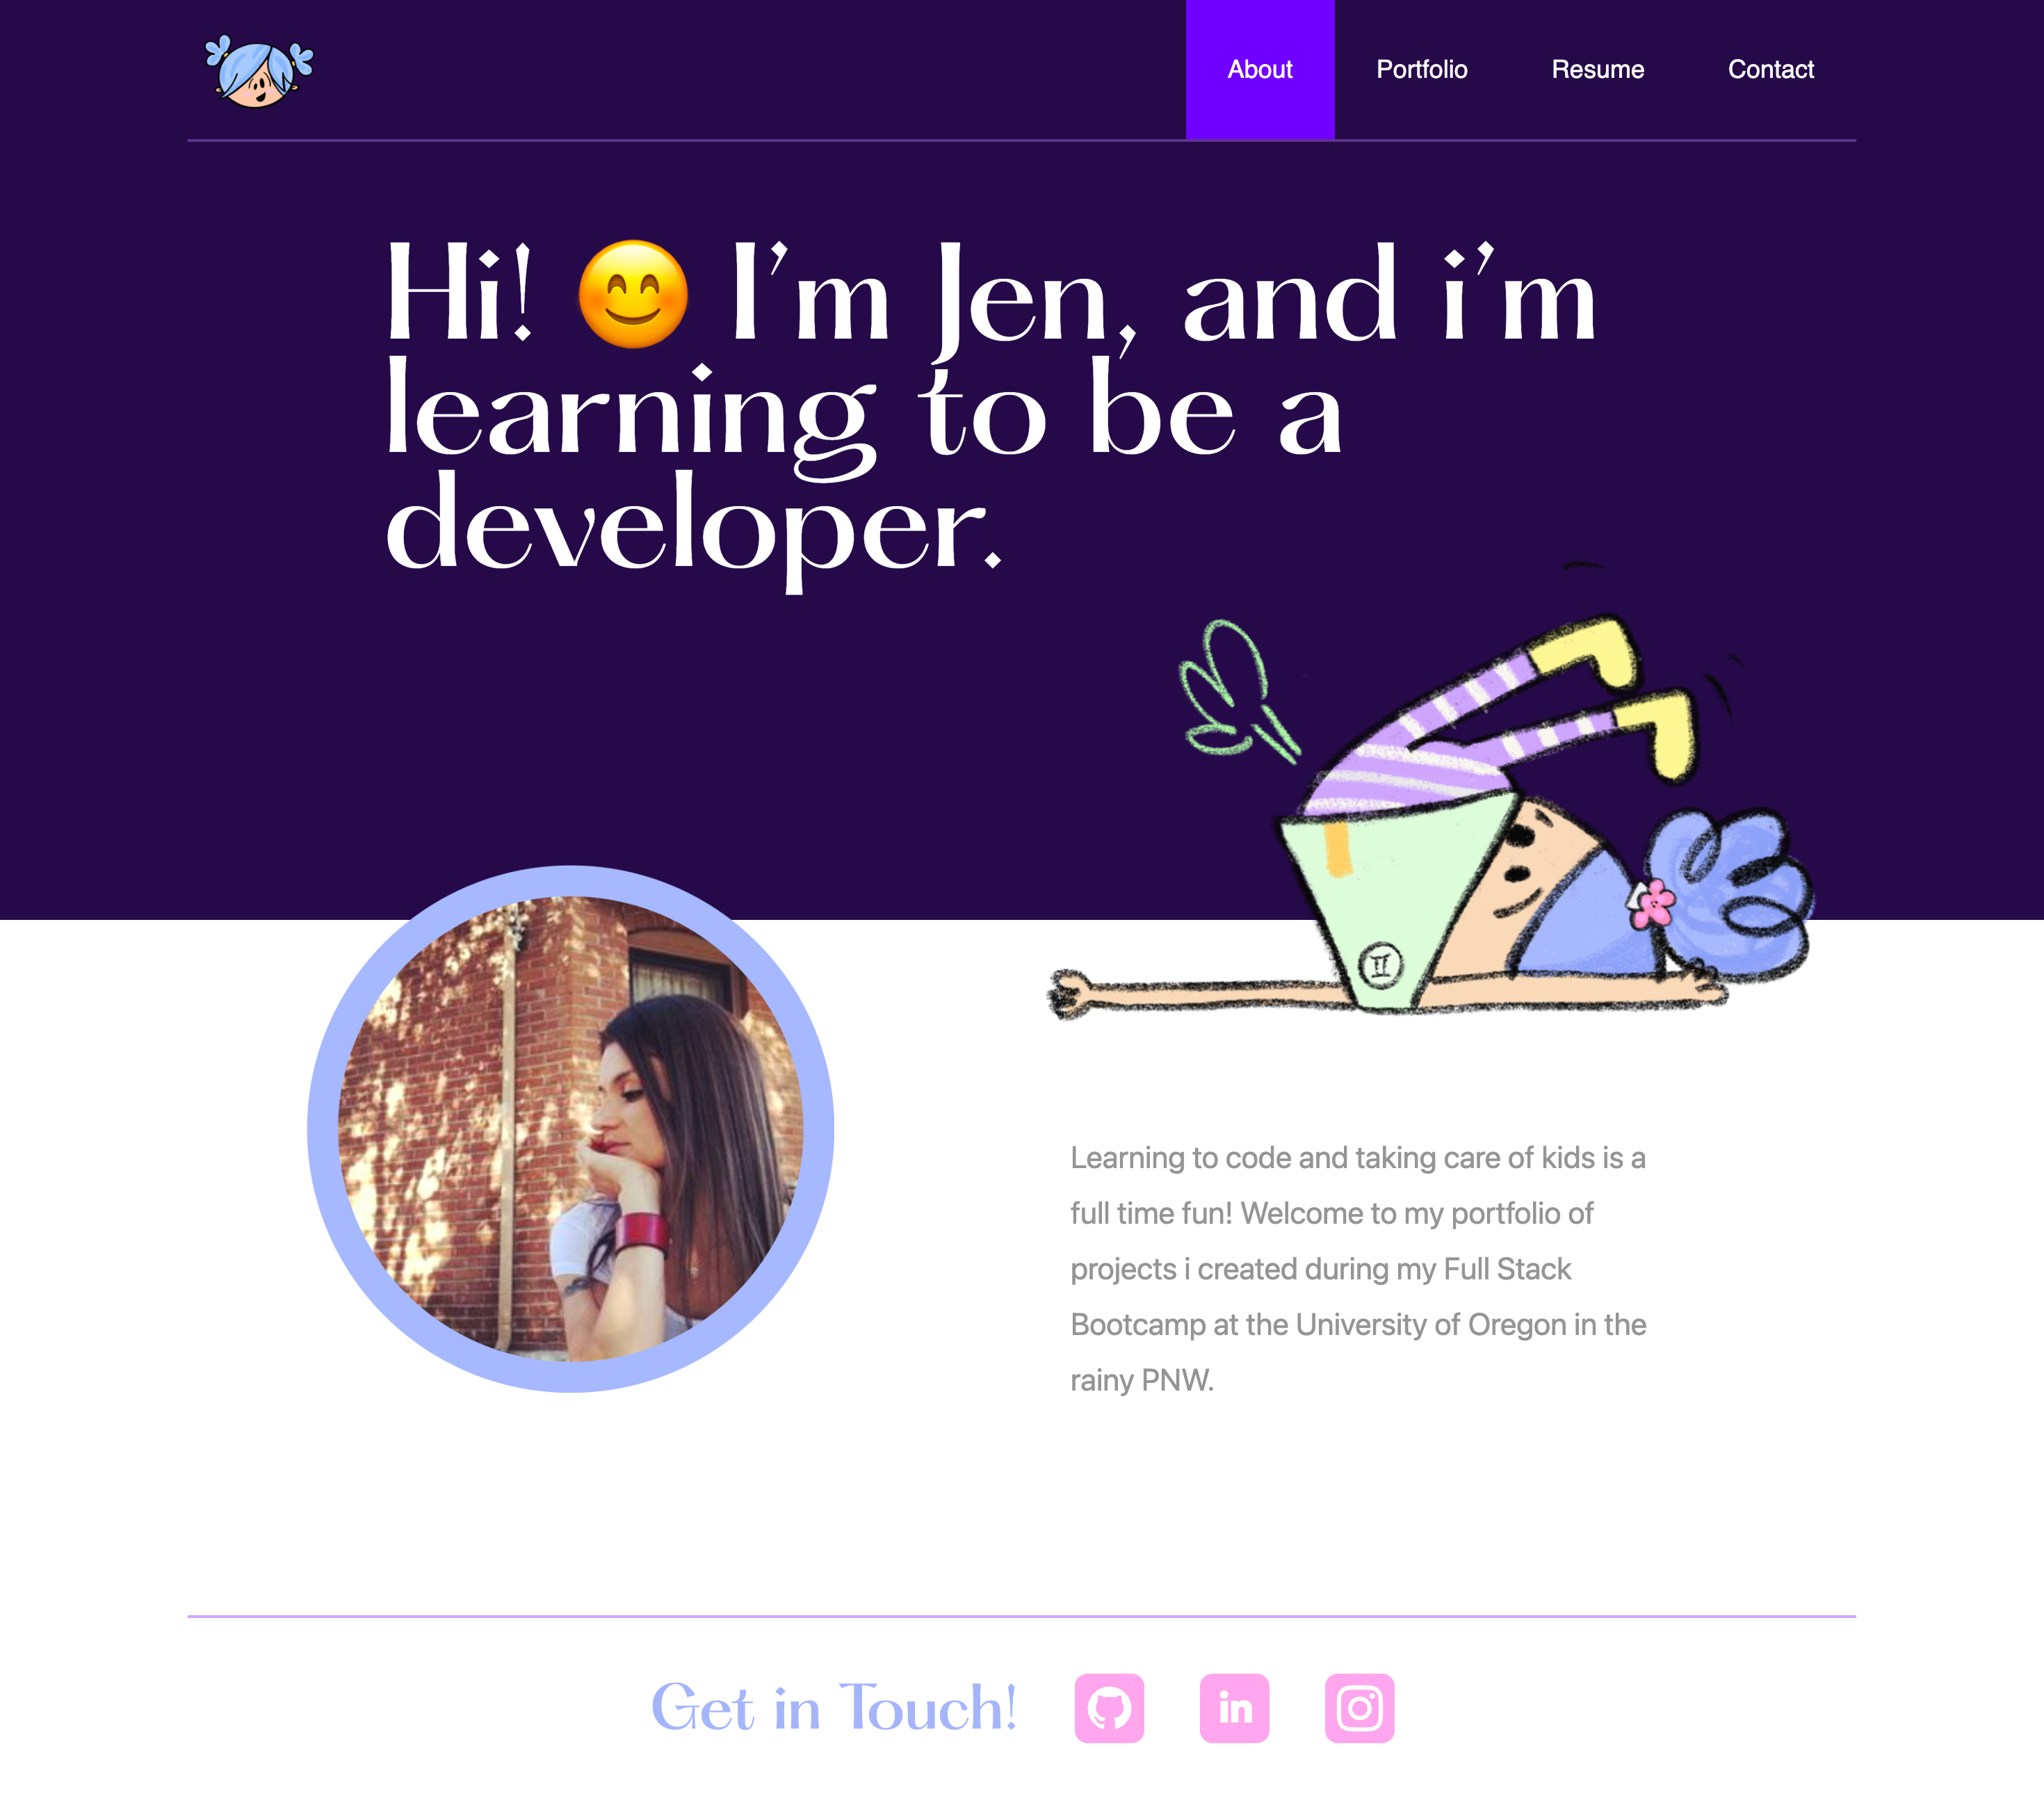 About
Portfolio
Resume
Contact
Hi! 😊 I’m Jen, and i’m
learning to be a
developer.
II
Learning to code and taking care of kids is a
full time fun! Welcome to my portfolio of
projects i created during my Full Stack
Bootcamp at the University of Oregon in the
rainy PNW.
Get in Touch!
in